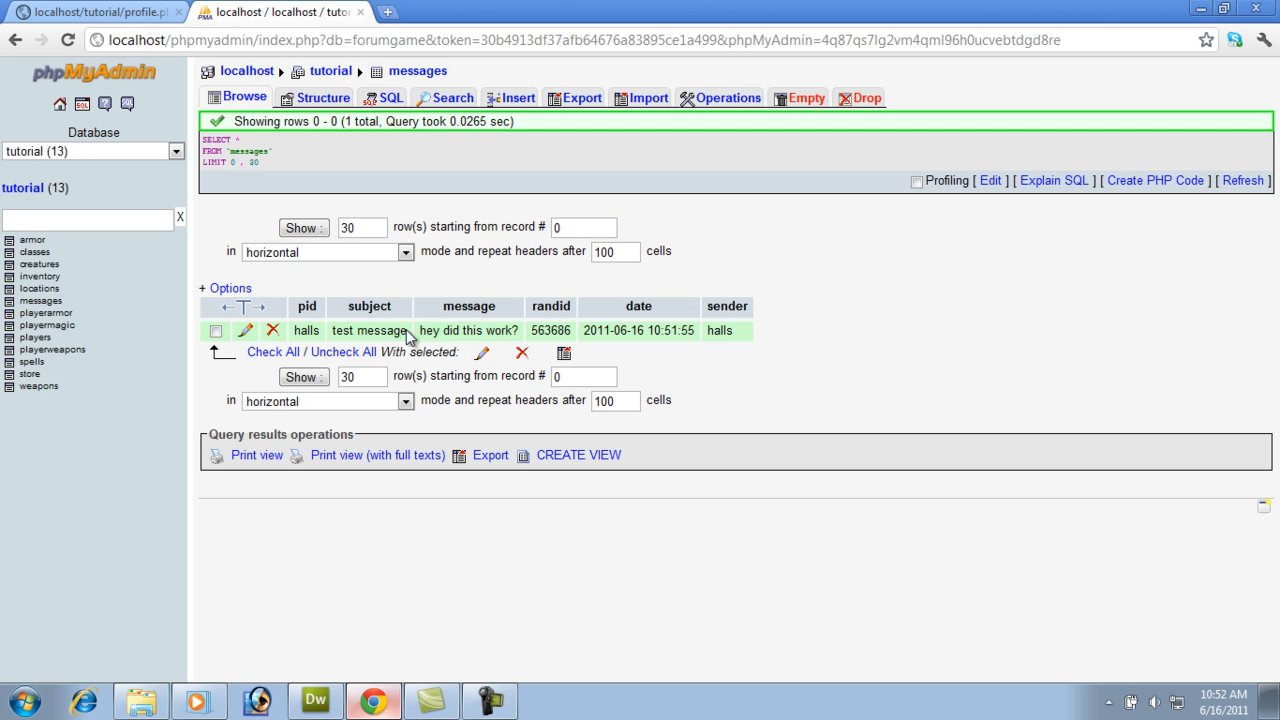 localhost/tutorial/profile.p
localhost / localhost / tutor
localhost/phpmyadmin/index.php?db=forumgame&token=30b4913df37afb64676a83895ce1a499&phpMyAdmin=4q87qs7lg2vm4qml96h0ucvebtdgd8re
phpMyAdmin
Database
tutorial (13)
tutorial (13)
X
armor
classes
creatures
inventory
locations
messages
playerarmor
playermagic
players
playerweapons
spells
store
weapons
localhost tutorial messages
Browse Structure SQL Search Insert Export Import Operations Empty Drop
Showing rows 0 - 0 (1 total, Query took 0.0265 sec)
SELECT *
FROM `messages`
LIMIT 0 , 30
Profiling [ Edit ] [ Explain SQL ] [ Create PHP Code ] [ Refresh ]
Show : 30 row(s) starting from record # 0
in horizontal mode and repeat headers after 100 cells
+ Options
←T→ pid subject message randid date sender
halls test message hey did this work? 563686 2011-06-16 10:51:55 halls
Check All / Uncheck All With selected:
Show : 30 row(s) starting from record # 0
in horizontal mode and repeat headers after 100 cells
Query results operations
Print view Print view (with full texts) Export CREATE VIEW
Dw
10:52 AM
6/16/2011